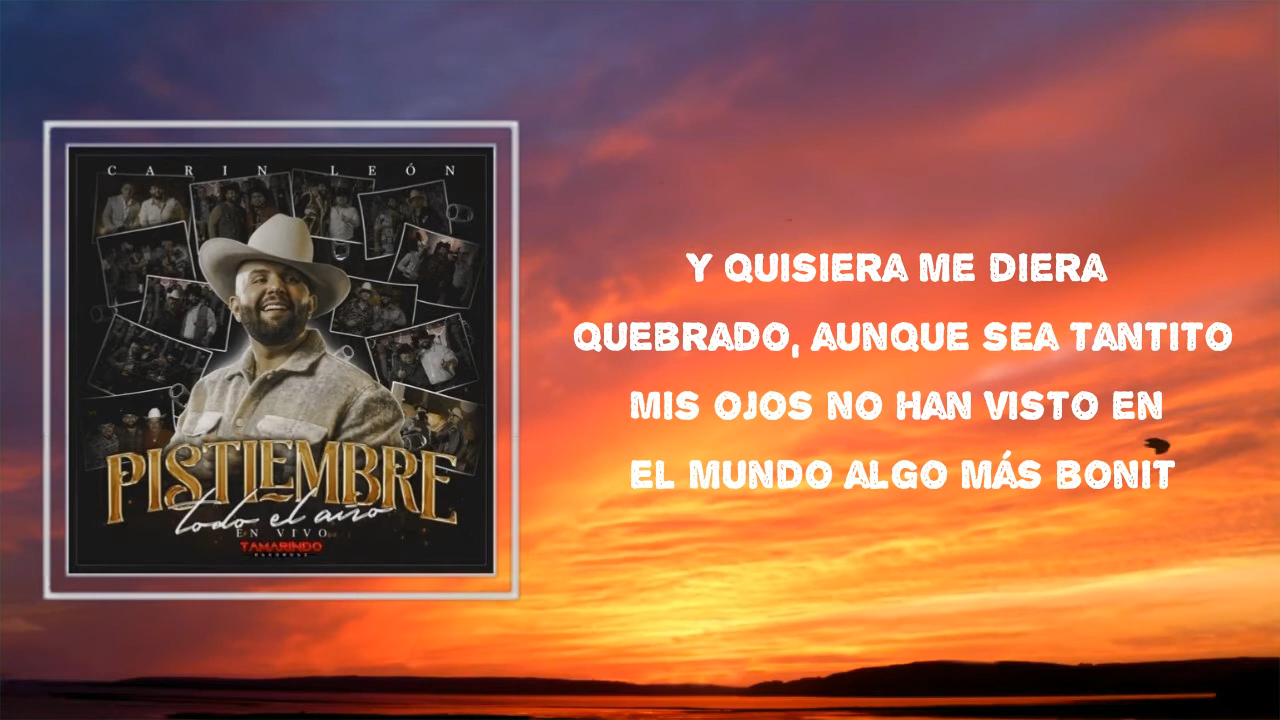 CARIN LEÓN
PISTIEMBRE
todo el año
EN VIVO
TAMARINDO
Y QUISIERA ME DIERA
QUEBRADO, AUNQUE SEA TANTITO
MIS OJOS NO HAN VISTO EN
EL MUNDO ALGO MÁS BONIT